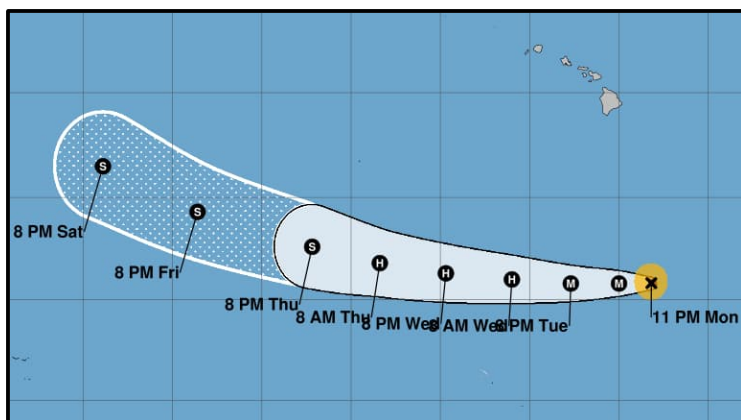 S
8 PM Sat
S
8 PM Fri
S
8 PM Thu
H
8 AM Thu
H
8 PM Wed
H
8 AM Wed
M
8 PM Tue
M
11 PM Mon